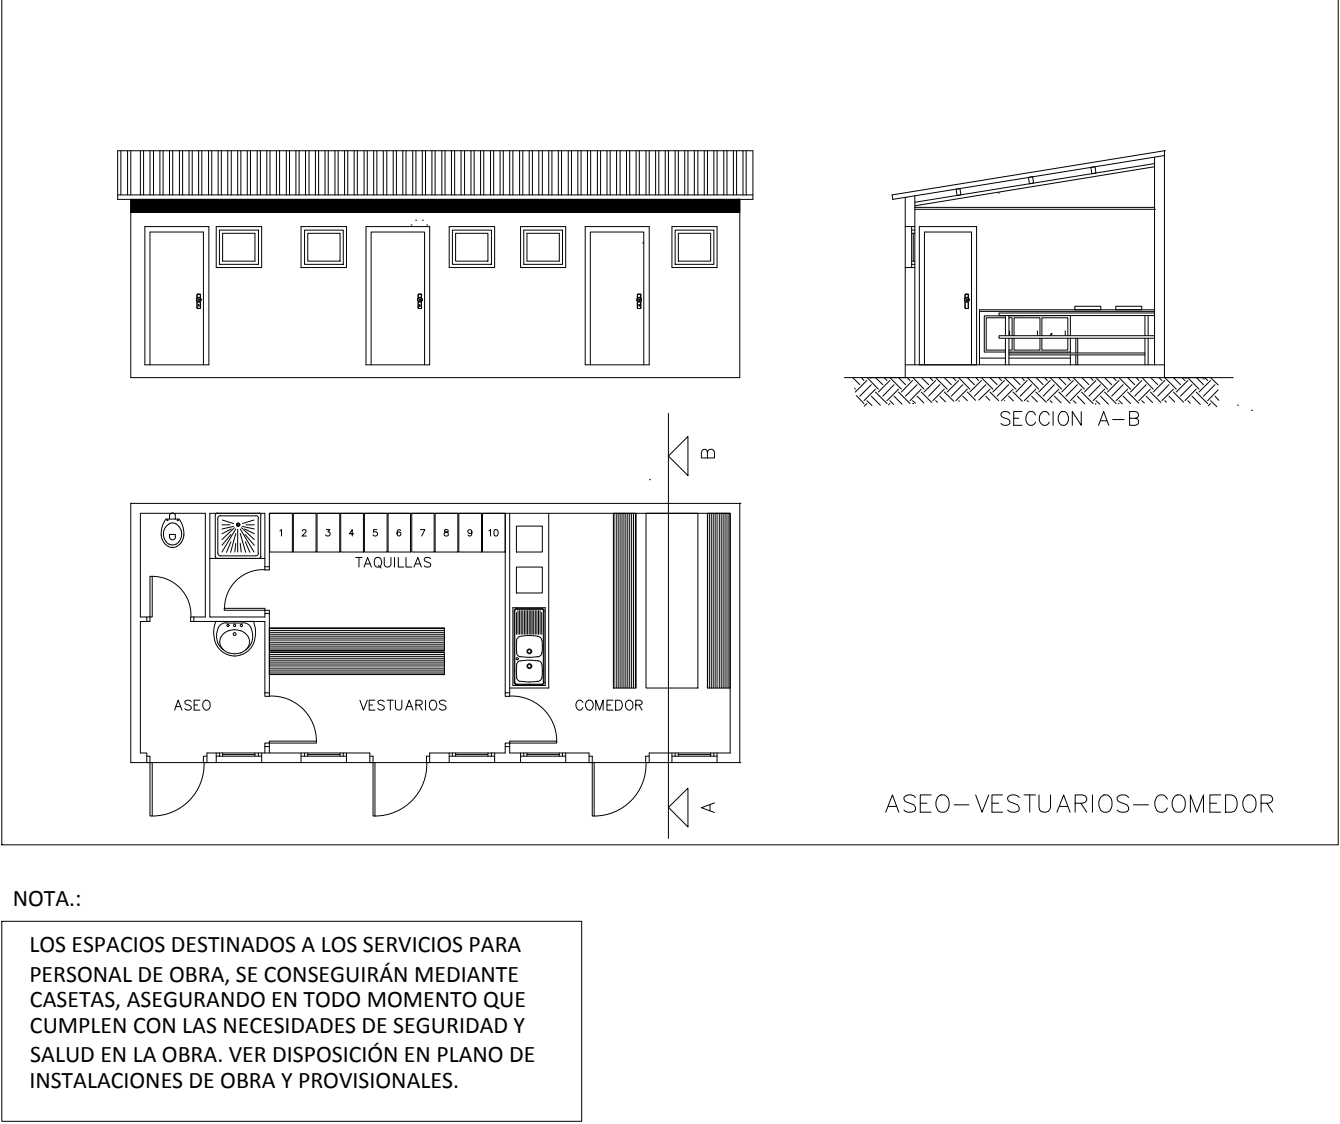 SECCION A-B
B
1 2 3 4 5 6 7 8 9 10
TAQUILLAS
ASEO
VESTUARIOS
COMEDOR
A
ASEO-VESTUARIOS-COMEDOR
NOTA.:
LOS ESPACIOS DESTINADOS A LOS SERVICIOS PARA
PERSONAL DE OBRA, SE CONSEGUIRÁN MEDIANTE
CASETAS, ASEGURANDO EN TODO MOMENTO QUE
CUMPLEN CON LAS NECESIDADES DE SEGURIDAD Y
SALUD EN LA OBRA. VER DISPOSICIÓN EN PLANO DE
INSTALACIONES DE OBRA Y PROVISIONALES.